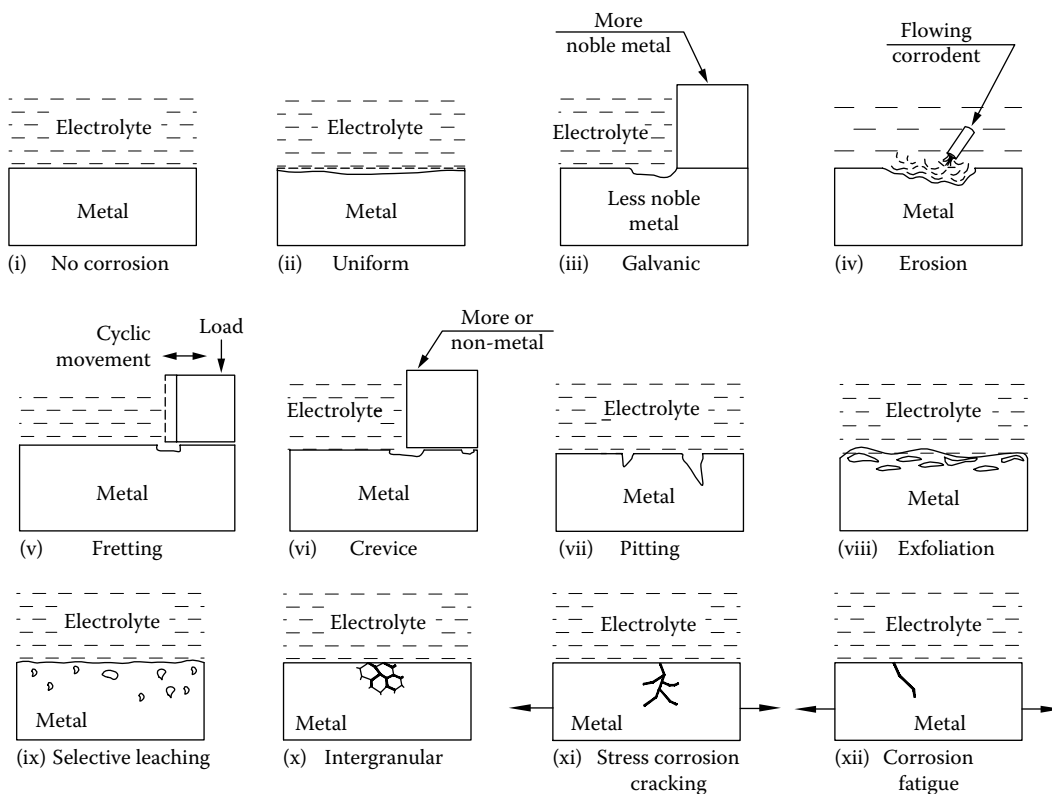 More
noble metal
Flowing
corrodent
Electrolyte
Metal
(i) No corrosion
Electrolyte
Metal
(ii) Uniform
Electrolyte
Less noble
metal
(iii) Galvanic
Metal
(iv) Erosion
Cyclic
movement
Load
Metal
(v) Fretting
More or
non-metal
Electrolyte
Metal
(vi) Crevice
Electrolyte
Metal
(vii) Pitting
Electrolyte
Metal
(viii) Exfoliation
Electrolyte
Metal
(ix) Selective leaching
Electrolyte
Metal
(x) Intergranular
Electrolyte
Metal
(xi) Stress corrosion
cracking
Electrolyte
Metal
(xii) Corrosion
fatigue